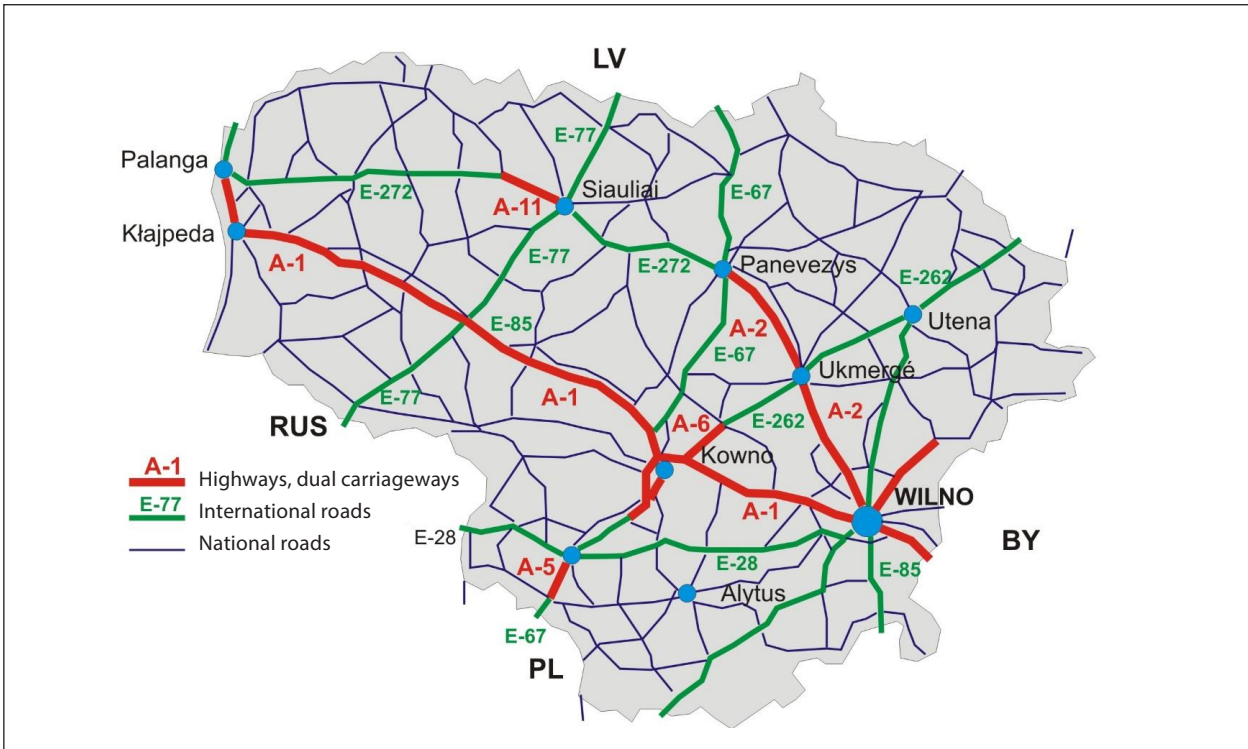 LV
E-77
Palanga
E-272
Siauliai
E-67
A-11
Kłajpeda
A-1
E-77
E-272
Panevezys
E-262
E-85
A-2
Utena
E-67
Ukmergé
E-77
A-1
A-6
E-262
A-2
RUS
Kowno
A-1
Highways, dual carriageways
WILNO
E-77
International roads
A-1
E-28
National roads
BY
A-5
E-28
E-85
Alytus
E-67
PL